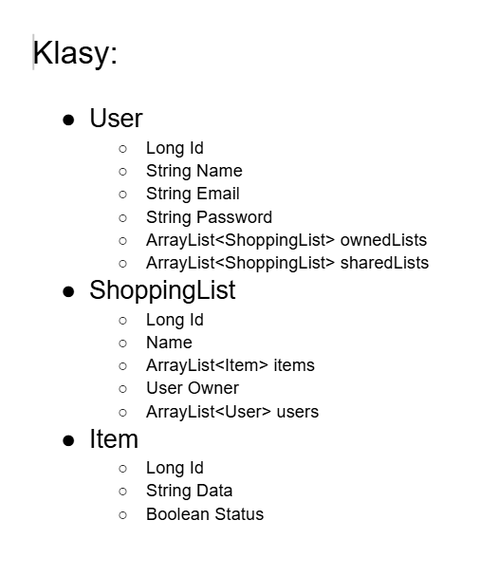 Klasy:
● User
○ Long Id
○ String Name
○ String Email
○ String Password
○ ArrayList<ShoppingList> ownedLists
○ ArrayList<ShoppingList> sharedLists
● ShoppingList
○ Long Id
○ Name
○ ArrayList<Item> items
○ User Owner
○ ArrayList<User> users
● Item
○ Long Id
○ String Data
○ Boolean Status